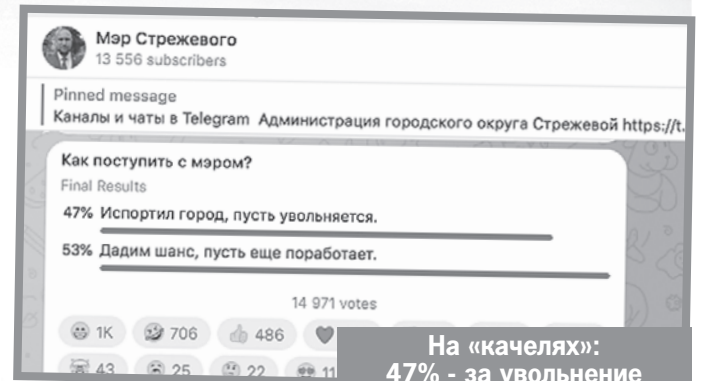 Мэр Стрежевого
13 556 subscribers
Pinned message
Каналы и чаты в Telegram Администрация городского округа Стрежевой https://t.
Как поступить с мэром?
Final Results
47% Испортил город, пусть увольняется.
53% Дадим шанс, пусть еще поработает.
14 971 votes
1K 706 486
43 25 22 11
На «качелях»:
47% - за увольнение